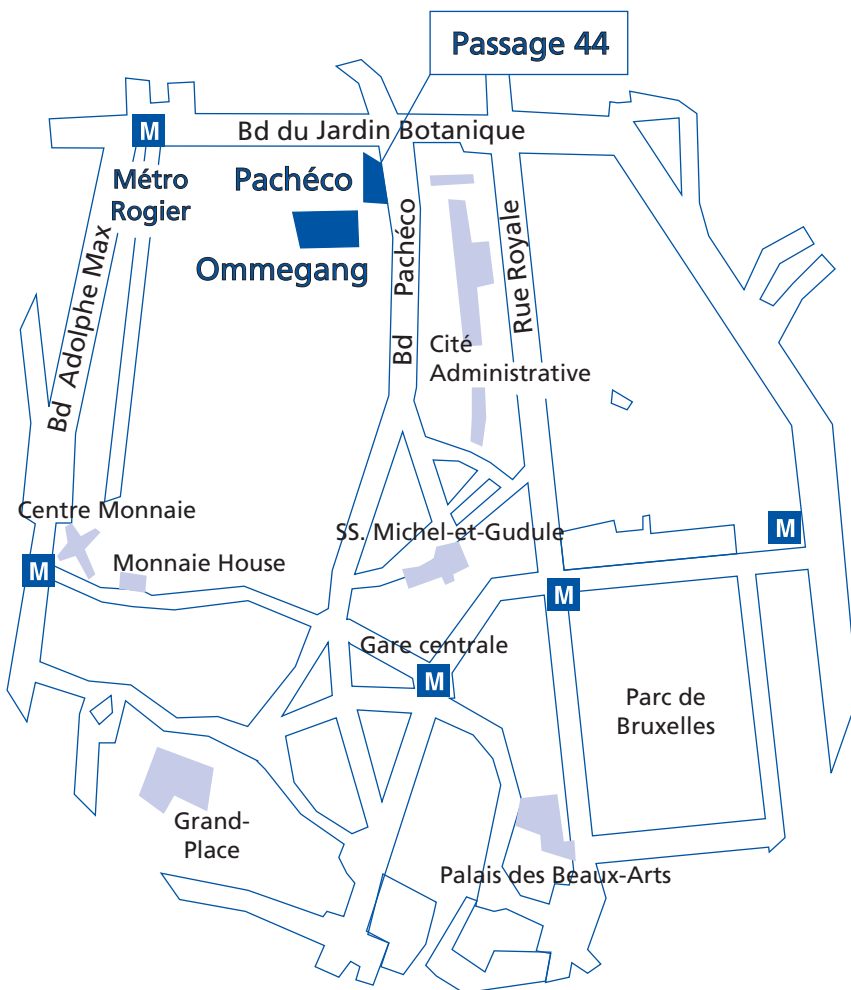 Passage 44
M
Bd du Jardin Botanique
Métro
Rogier
Pachéco
Ommegang
Bd Adolphe Max
Bd Pachéco
Rue Royale
Cité
Administrative
Centre Monnaie
SS. Michel-et-Gudule
M
M
Monnaie House
M
Gare centrale
M
Parc de
Bruxelles
Grand-
Place
Palais des Beaux-Arts